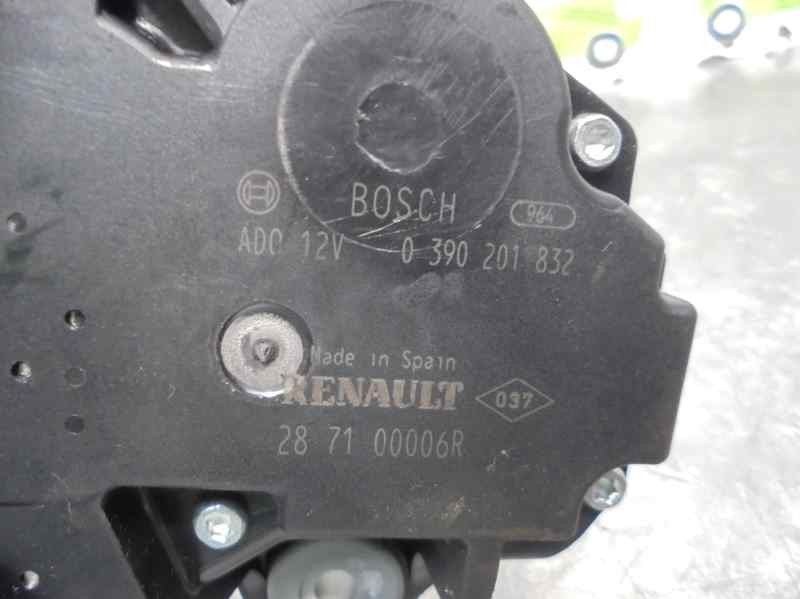 BOSCH
964
ADO 12V 0 390 201 832
Made in Spain
RENAULT
037
28 71 00006R